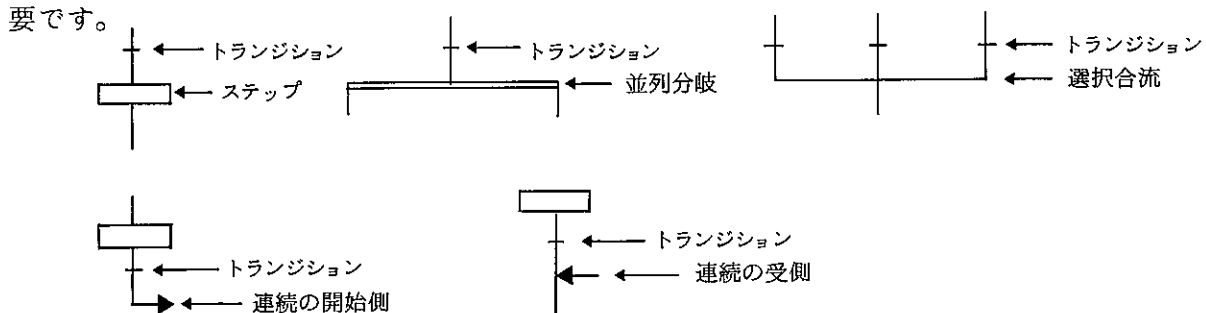 要です。
トランジション
ステップ
トランジション
並列分岐
トランジション
選択合流
トランジション
連続の開始側
トランジション
連続の受側